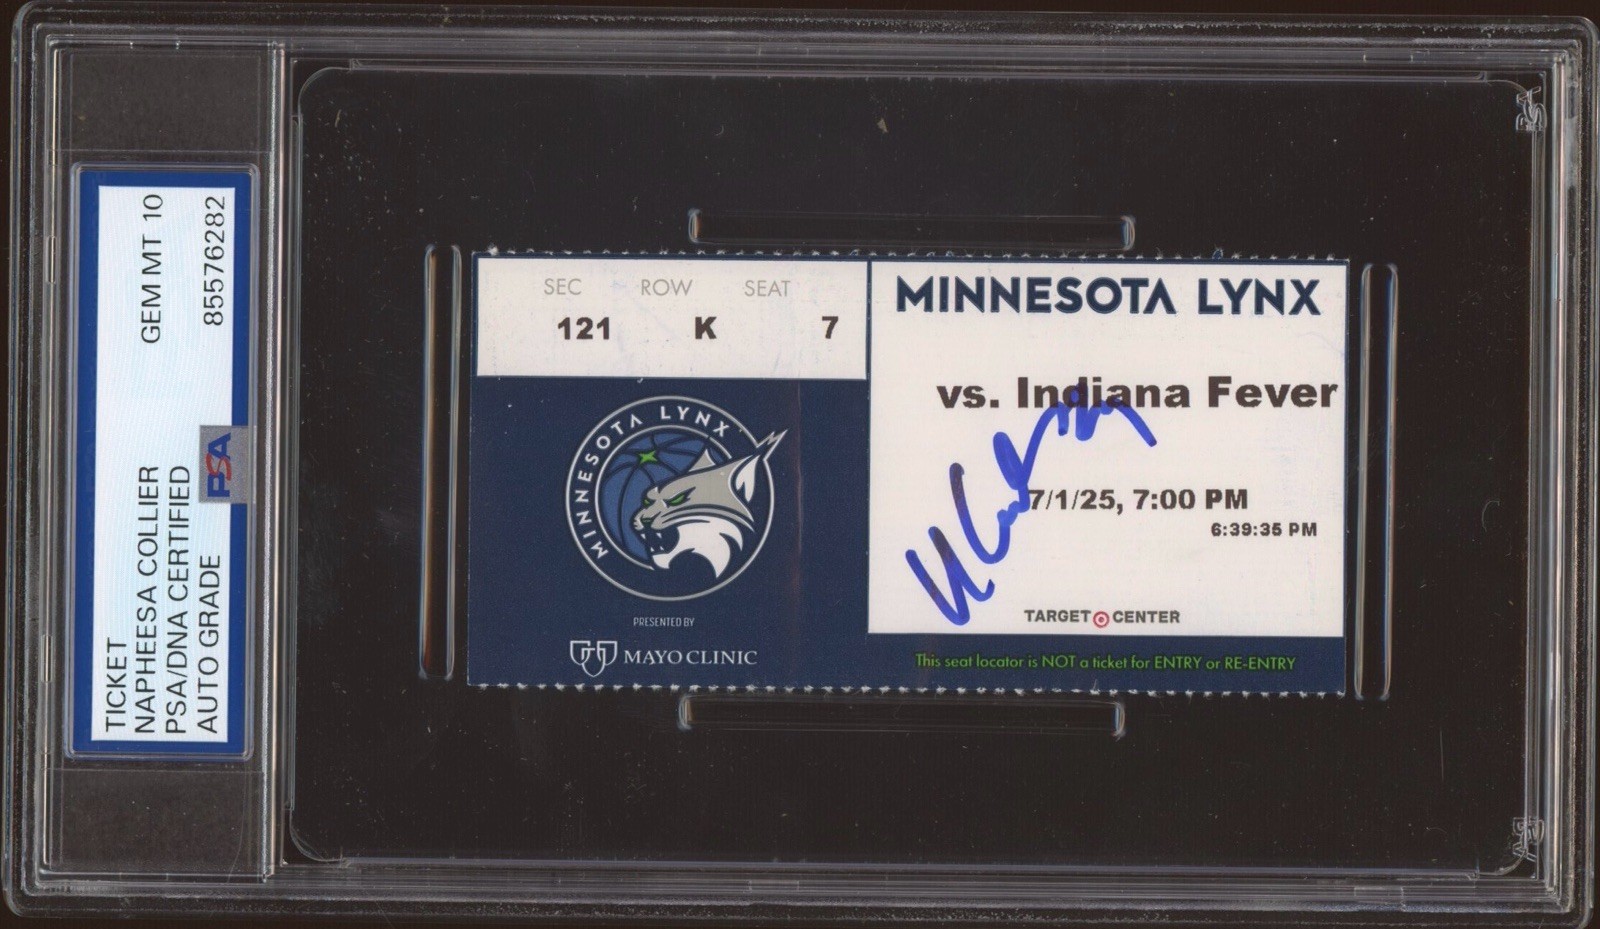 TICKET
NAPHEESA COLLIER
PSA/DNA CERTIFIED
AUTO GRADE
GEM MT 10
85576282
PSA
SEC ROW SEAT
121 K 7
MINNESOTA LYNX
PRESENTED BY
MAYO CLINIC
MINNESOTA LYNX
vs. Indiana Fever
7/1/25, 7:00 PM
6:39:35 PM
TARGET CENTER
This seat locator is NOT a ticket for ENTRY or RE-ENTRY
PSA
PSA